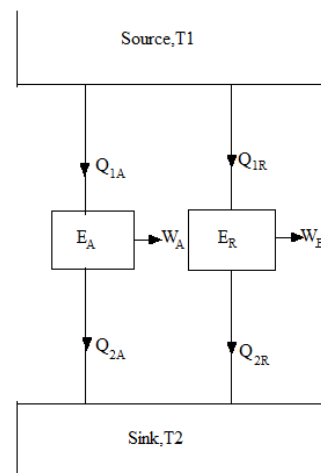 Source,T1
Q1A
Q1R
EA
WA
ER
Q2A
Q2R
Sink,T2